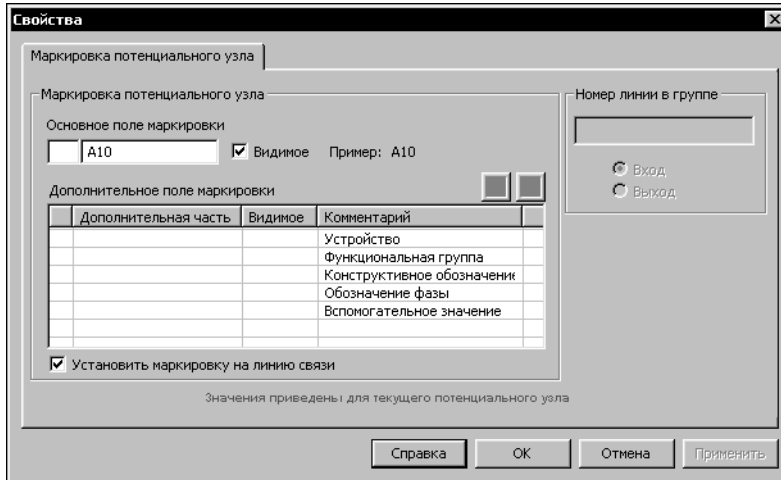 Свойства
Маркировка потенциального узла
Маркировка потенциального узла
Номер линии в группе
Основное поле маркировки
A10
Видимое
Пример: A10
Вход
Выход
Дополнительное поле маркировки
Дополнительная часть Видимое Комментарий
Устройство
Функциональная группа
Конструктивное обозначение
Обозначение фазы
Вспомогательное значение
Установить маркировку на линию связи
Значения приведены для текущего потенциального узла
Справка OK Отмена Применить